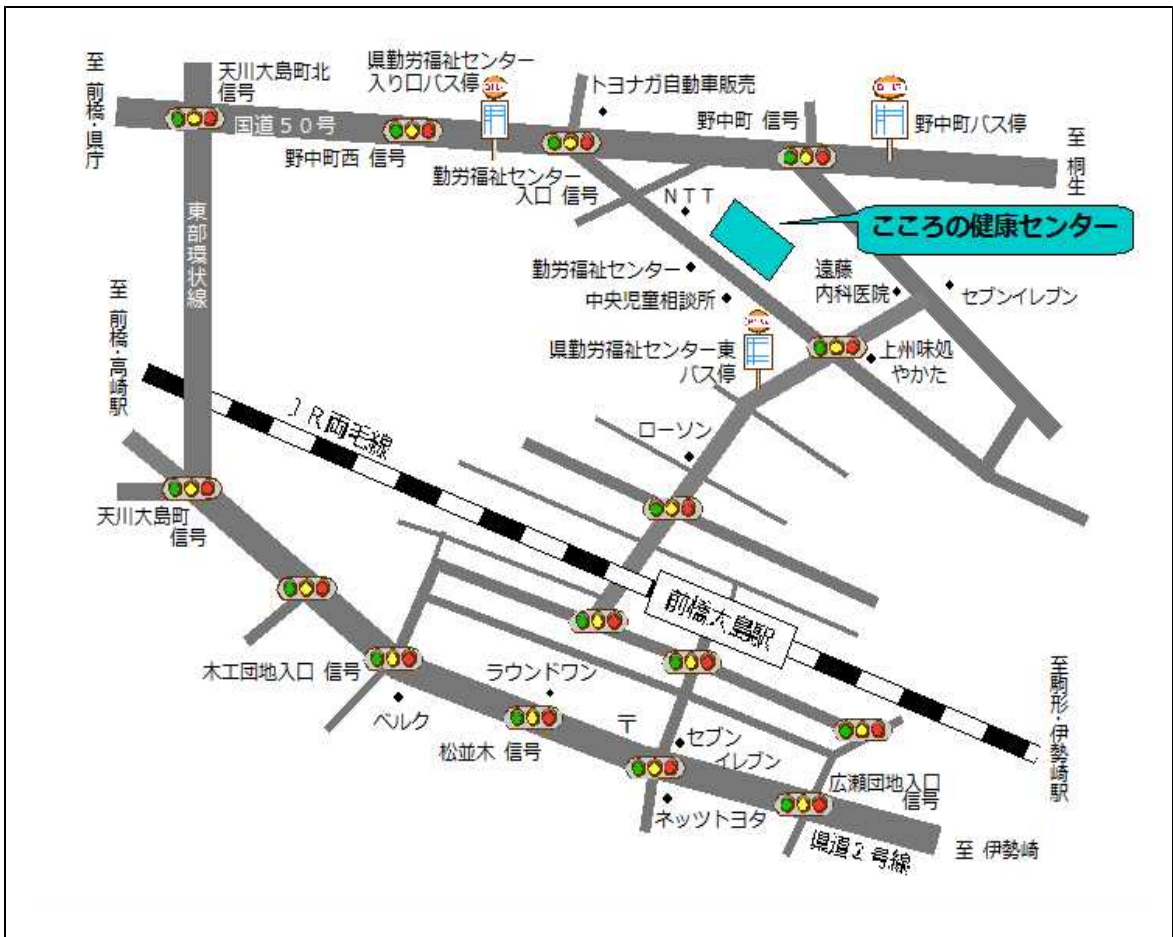 至 前橋・県庁
天川大島町北
信号
県勤労福祉センター
入り口バス停
トヨナガ自動車販売
野中町 信号
野中町バス停
至 桐生
国道50号
野中町西 信号
勤労福祉センター
入口 信号
NTT
こころの健康センター
東部環状線
勤労福祉センター
中央児童相談所
遠藤
内科医院
セブンイレブン
至 前橋・高崎駅
県勤労福祉センター東
バス停
上州味処
やかた
JR両毛線
ローソン
天川大島町
信号
前橋大島駅
木工団地入口 信号
ラウンドワン
ベルク
松並木 信号
〒
セブン
イレブン
ネッツトヨタ
広瀬団地入口
信号
至駒形・伊勢崎駅
県道2号線
至 伊勢崎